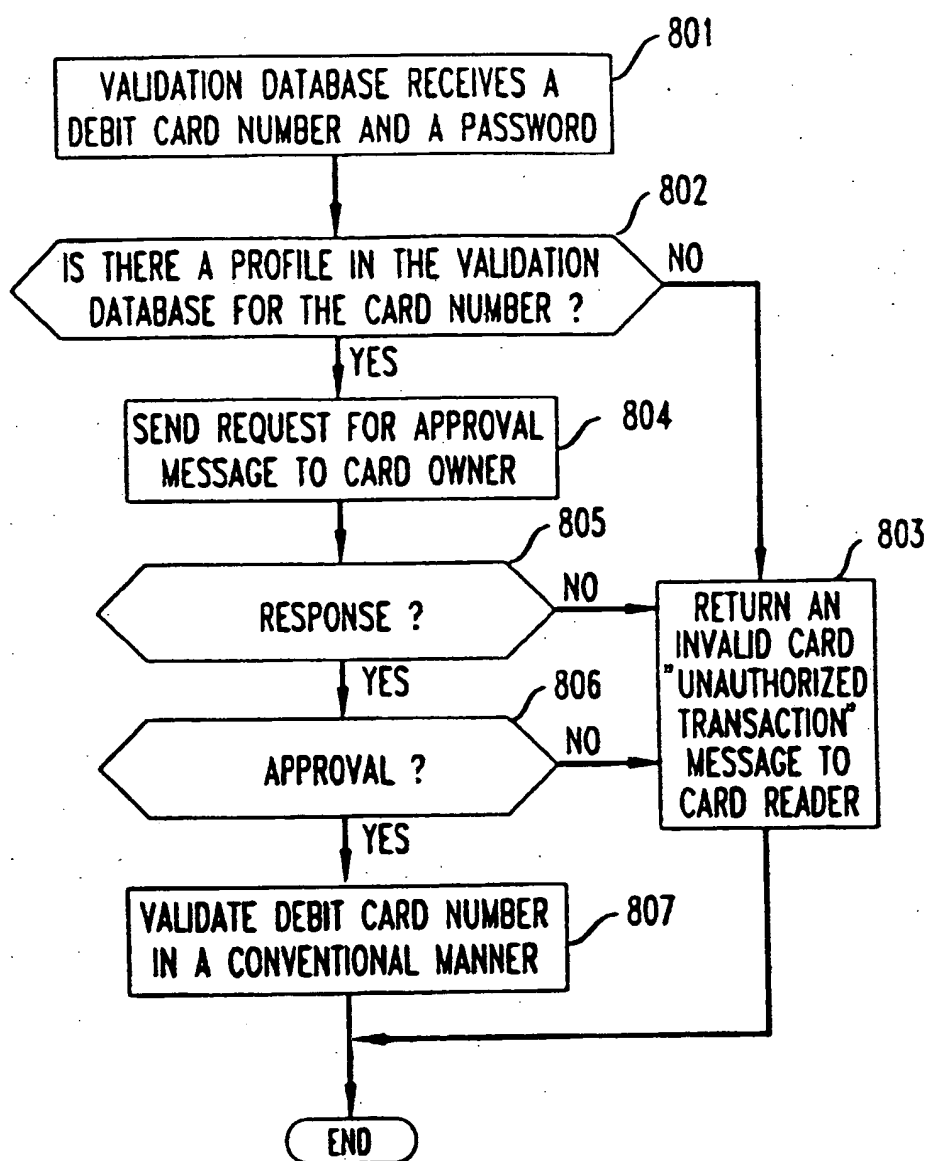 801
VALIDATION DATABASE RECEIVES A
DEBIT CARD NUMBER AND A PASSWORD
802
IS THERE A PROFILE IN THE VALIDATION
DATABASE FOR THE CARD NUMBER ?
NO
YES
SEND REQUEST FOR APPROVAL
MESSAGE TO CARD OWNER
804
805
RESPONSE ?
NO
YES
803
RETURN AN
INVALID CARD
"UNAUTHORIZED
TRANSACTION"
MESSAGE TO
CARD READER
806
APPROVAL ?
NO
YES
VALIDATE DEBIT CARD NUMBER
IN A CONVENTIONAL MANNER
807
END